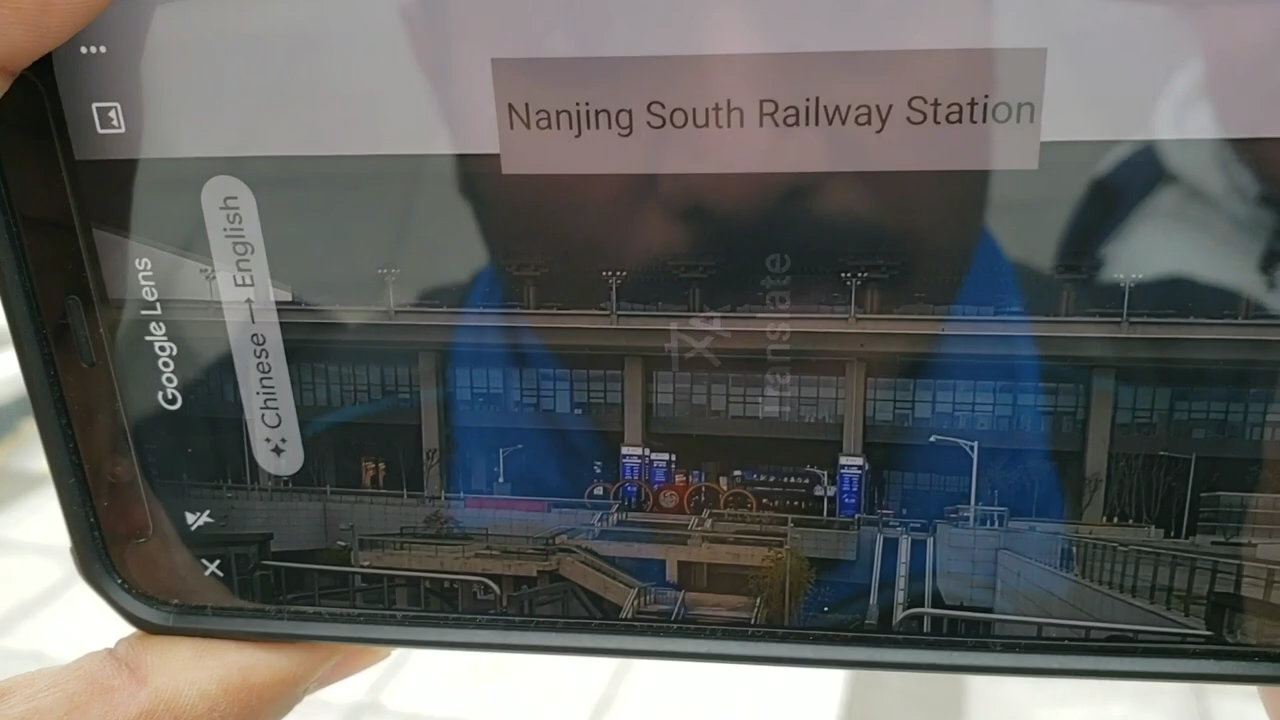 Nanjing South Railway Station
Google Lens
Chinese → English
Translate